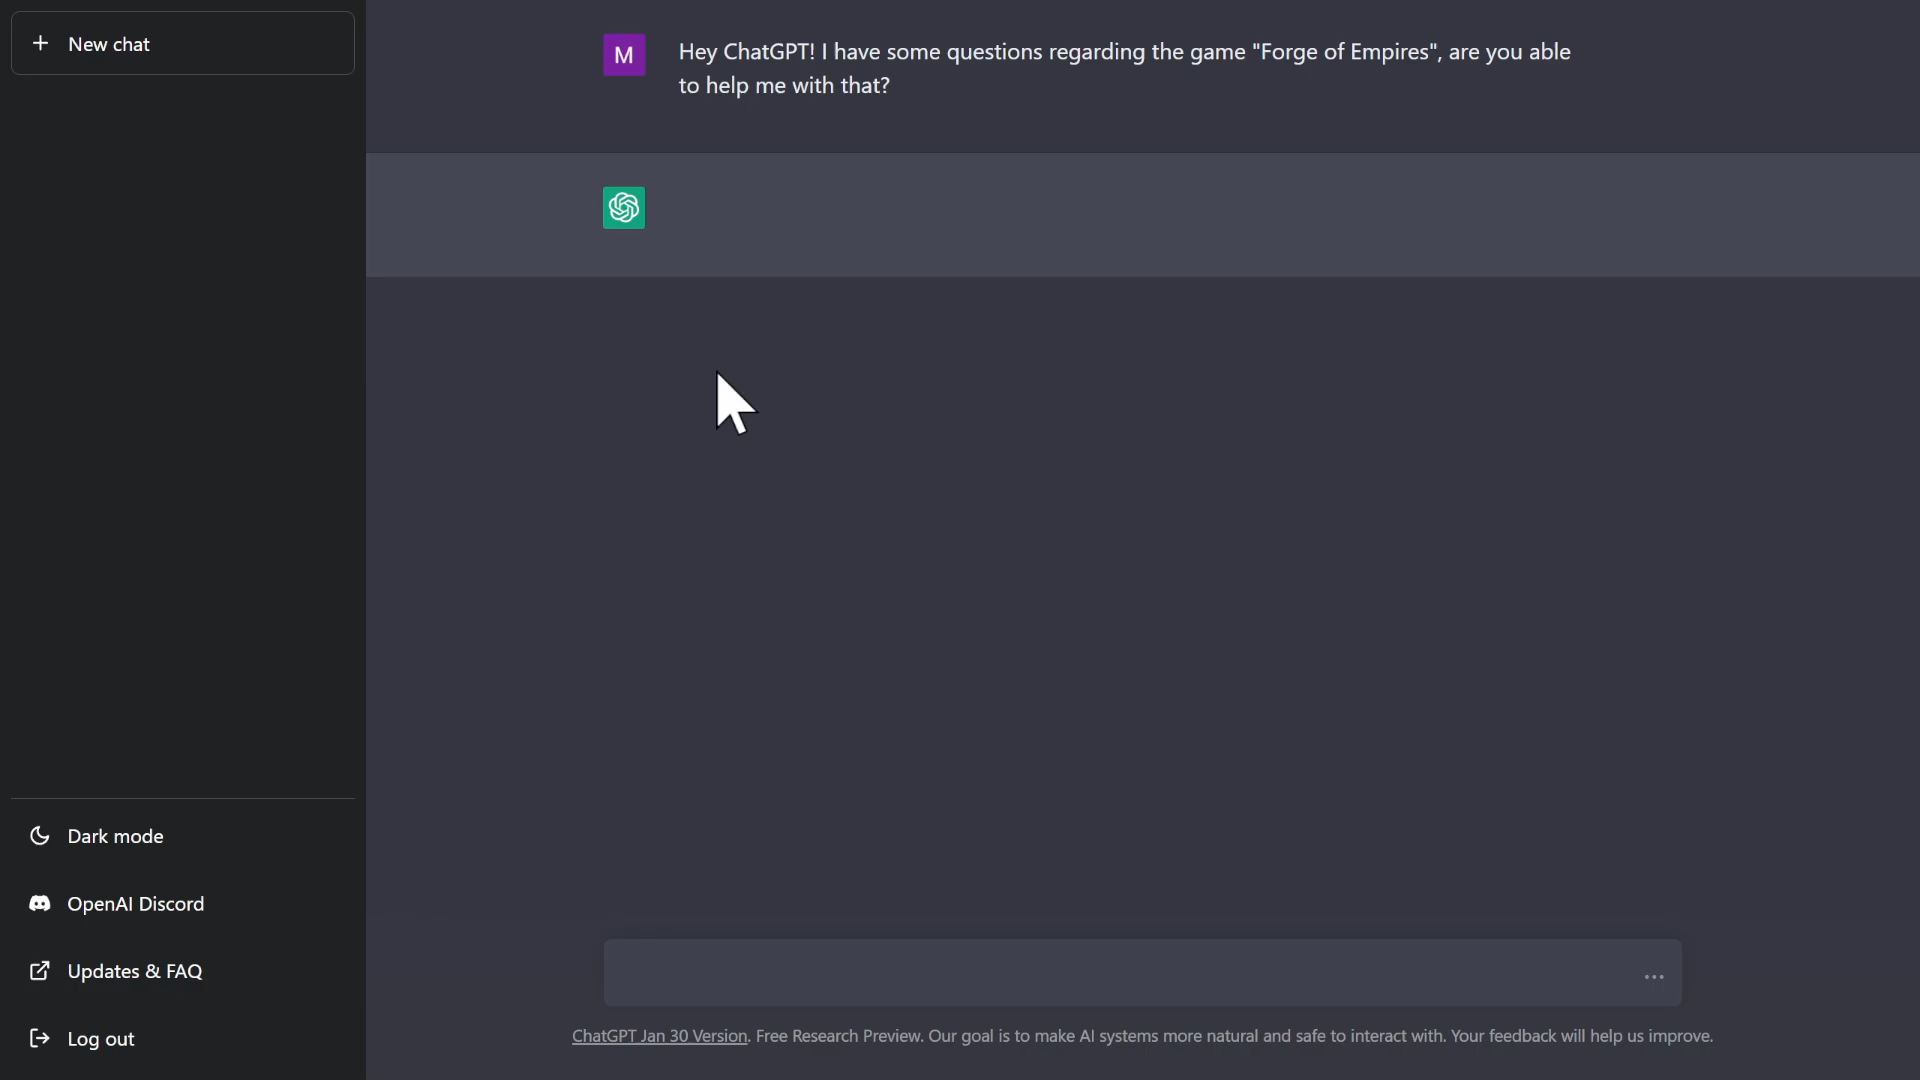 New chat
M
Hey ChatGPT! I have some questions regarding the game "Forge of Empires", are you able
to help me with that?
Dark mode
OpenAI Discord
Updates & FAQ
Log out
ChatGPT Jan 30 Version. Free Research Preview. Our goal is to make AI systems more natural and safe to interact with. Your feedback will help us improve.